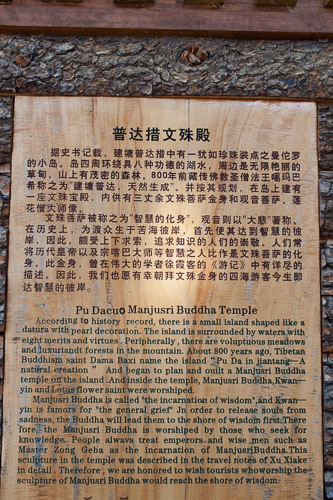 普达措文殊殿
据史书记载，建塘普达措中有一犹如珍珠装点之曼佗罗
的小岛。岛四周环绕具八种功德的湖水，周边是无限艳丽的
草甸，山上有茂密的森林。800年前藏传佛教圣僧法王噶玛巴
希称之为“建塘普达，天然生成”。并按其规划，在岛上建有
一座文殊宝殿，内供有三丈余文殊菩萨金身和观音菩萨，莲
花僧大师像。
文殊菩萨被称之为“智慧的化身”，观音则以“大悲”著称，
在历史上，为渡众生于苦海彼岸，首先使其达到智慧的彼
岸，因此，颇受上下求索，追求知识的人们的崇敬，人们常
将历代皇帝以及宗喀巴大师等智慧之人比作是文殊菩萨的化
身。此金身，曾在伟大的学者徐霞客的《游记》中有详尽的
描述。因此，我们也愿有幸朝拜文殊金身的四海游客今生即
达智慧的彼岸。
Pu Dacuo Manjusri Buddha Temple
According to history record, there is a small island shaped like a
datura with pearl decoration. The island is surrounded by waters,with
eight merits and virtues. Peripherally, there are voluptuous meadows
and luxuriandt forests in the mountain. About 800 years ago, Tibetan
Buddhism saint Dama Baxi name the island "Pu Da in jiantang—A
natural creation" And began to plan and ouilt a Manjusri Buddha
temple on the island .And inside the temple, Manjusri Buddha,Kwan—
yin and Lotus flower saint were worshiped.
Manjusri Buddha is called "the incarnation of wisdom",and Kwan—
yin is famors for "the general grief" Jn order to release souls from
sadness, the Buddha will lead them to the shore of wisdom first.There
fore, the Manjusri Buddha is worshiped by those who seek for
knowledge. People always treat emperors and wise men such as
Master Zong Geba as the incarnation of ManjusriBuddha.This
sculpture in the temple was described in the travel notes of Xu Xiake
in detail. Therefore, we are honored to wish tourists whoworship the
sculpture of Manjusri Buddha would reach the shore of wisdom.